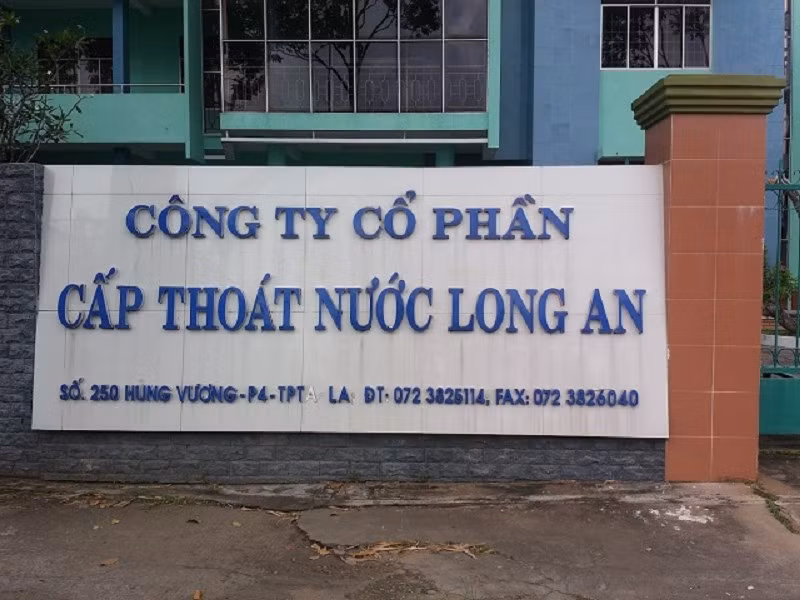 CÔNG TY CỔ PHẦN
CẤP THOÁT NƯỚC LONG AN
SỐ. 250 HÙNG VƯƠNG - P4 - TPTA LA; ĐT: 072 3825114, FAX: 072 3826040